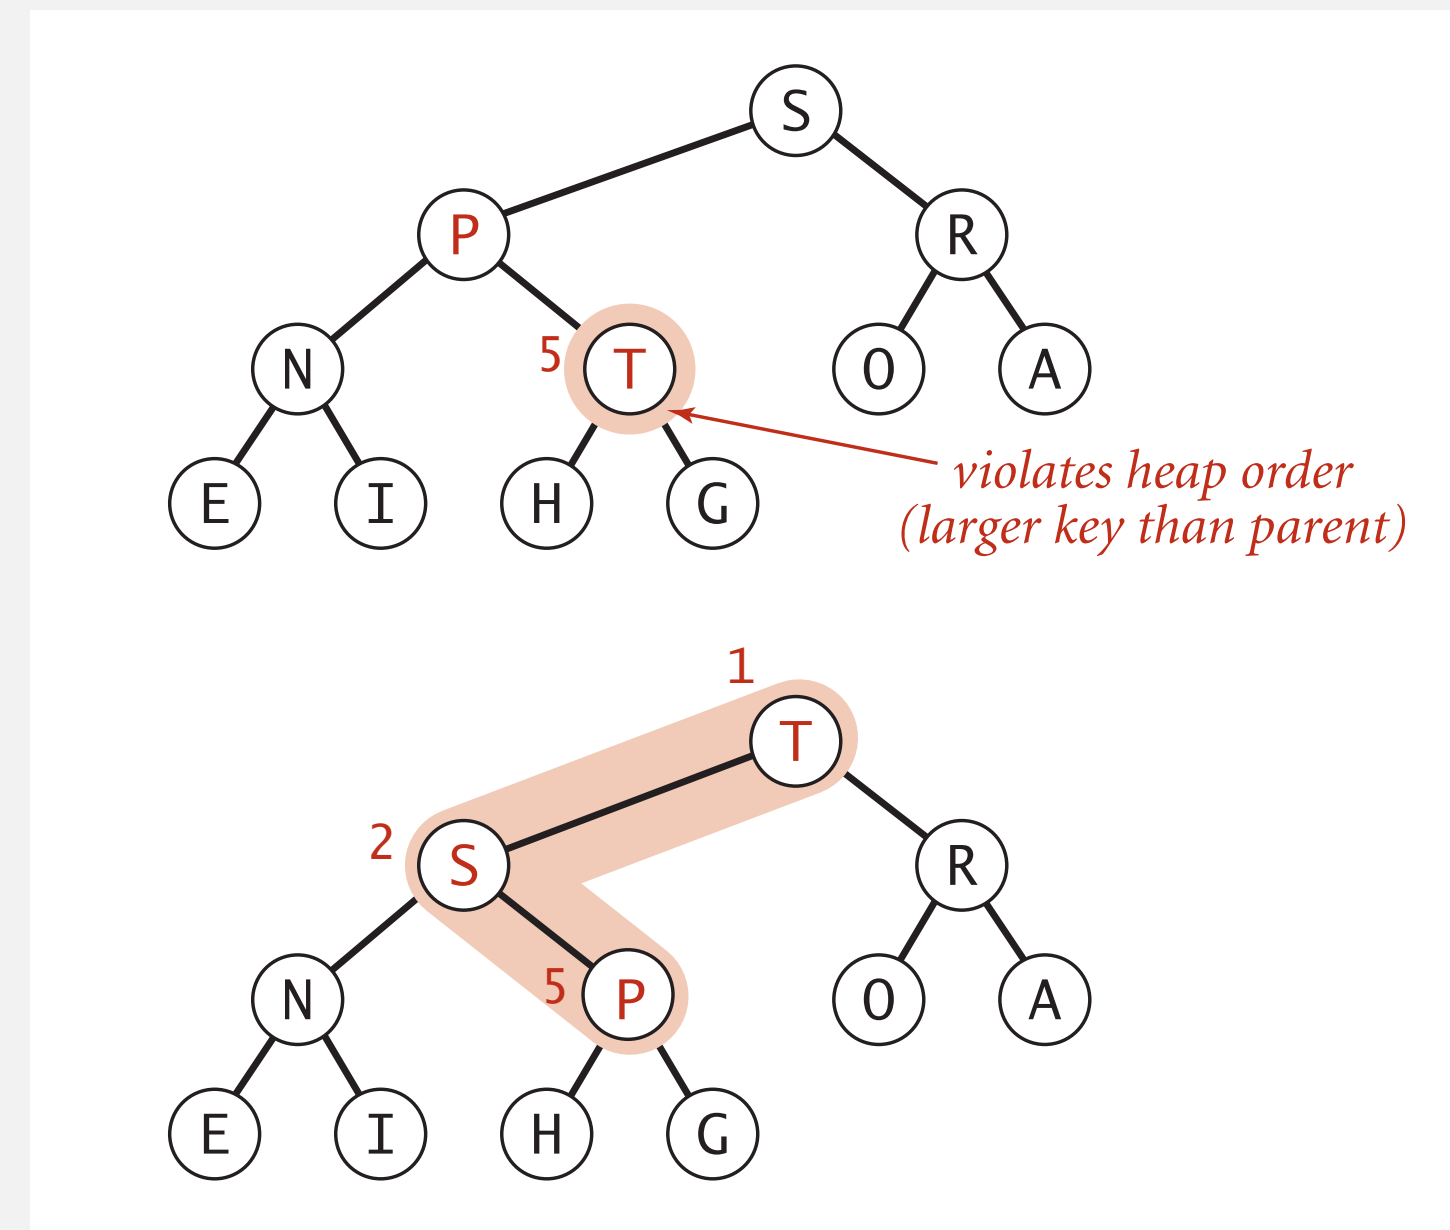 S
P R
5 T
N O A
E I H G
violates heap order
(larger key than parent)
1
T
2 S R
N 5 P O A
E I H G